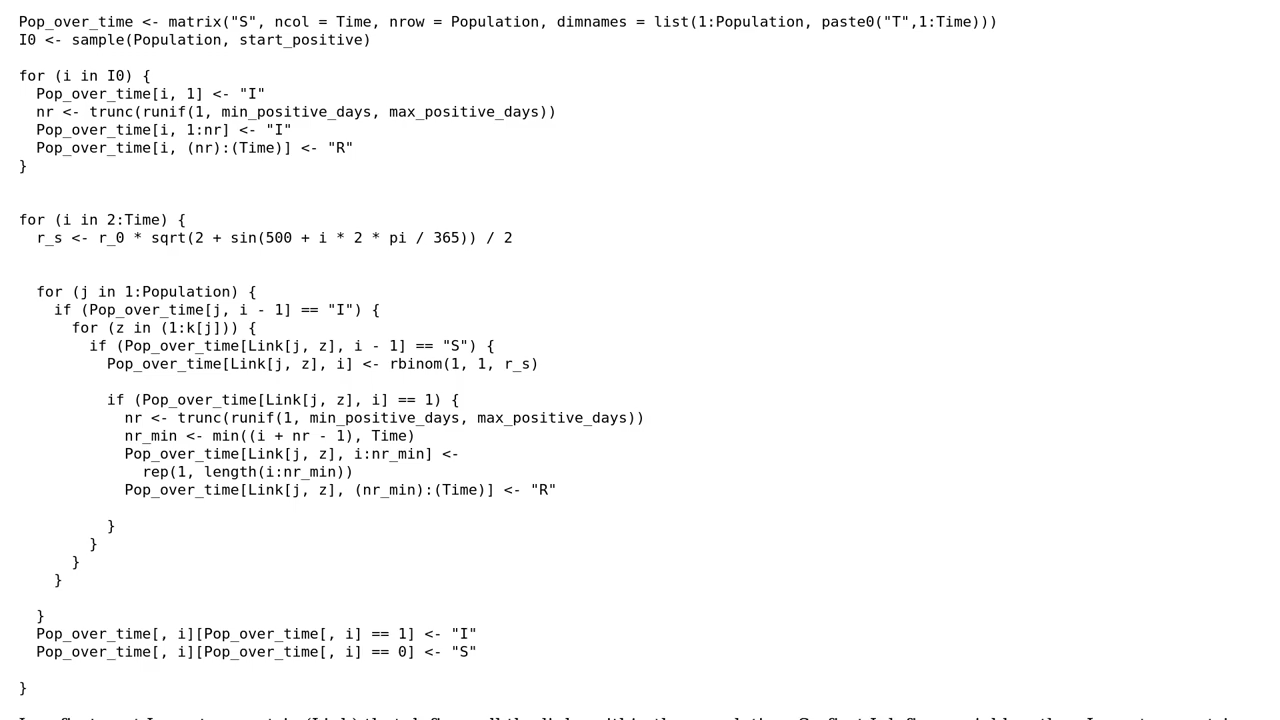 Pop_over_time <- matrix("S", ncol = Time, nrow = Population, dimnames = list(1:Population, paste0("T",1:Time)))
I0 <- sample(Population, start_positive)
for (i in I0) {
  Pop_over_time[i, 1] <- "I"
  nr <- trunc(runif(1, min_positive_days, max_positive_days))
  Pop_over_time[i, 1:nr] <- "I"
  Pop_over_time[i, (nr):(Time)] <- "R"
}
for (i in 2:Time) {
  r_s <- r_0 * sqrt(2 + sin(500 + i * 2 * pi / 365)) / 2
  for (j in 1:Population) {
    if (Pop_over_time[j, i - 1] == "I") {
      for (z in (1:k[j])) {
        if (Pop_over_time[Link[j, z], i - 1] == "S") {
          Pop_over_time[Link[j, z], i] <- rbinom(1, 1, r_s)
          if (Pop_over_time[Link[j, z], i] == 1) {
            nr <- trunc(runif(1, min_positive_days, max_positive_days))
            nr_min <- min((i + nr - 1), Time)
            Pop_over_time[Link[j, z], i:nr_min] <-
              rep(1, length(i:nr_min))
            Pop_over_time[Link[j, z], (nr_min):(Time)] <- "R"
          }
        }
      }
    }
  }
  Pop_over_time[, i][Pop_over_time[, i] == 1] <- "I"
  Pop_over_time[, i][Pop_over_time[, i] == 0] <- "S"
}